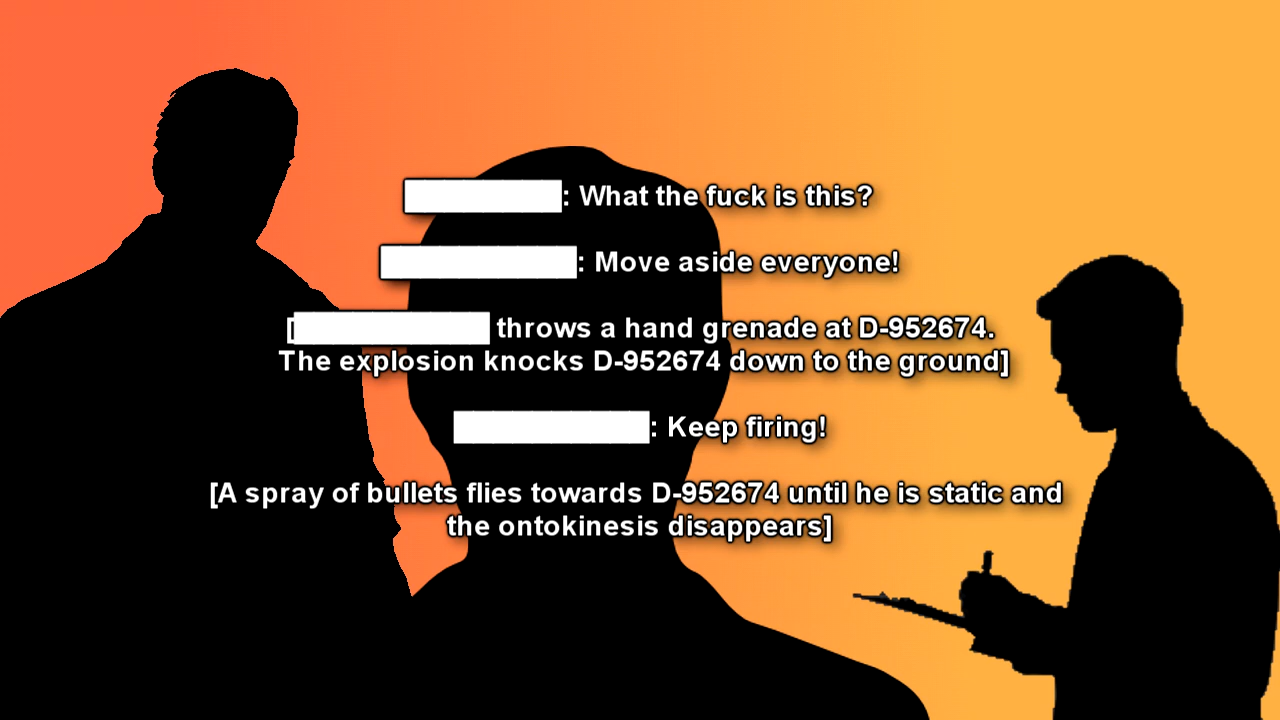 : What the fuck is this?
: Move aside everyone!
[ throws a hand grenade at D-952674.
The explosion knocks D-952674 down to the ground]
: Keep firing!
[A spray of bullets flies towards D-952674 until he is static and
the ontokinesis disappears]